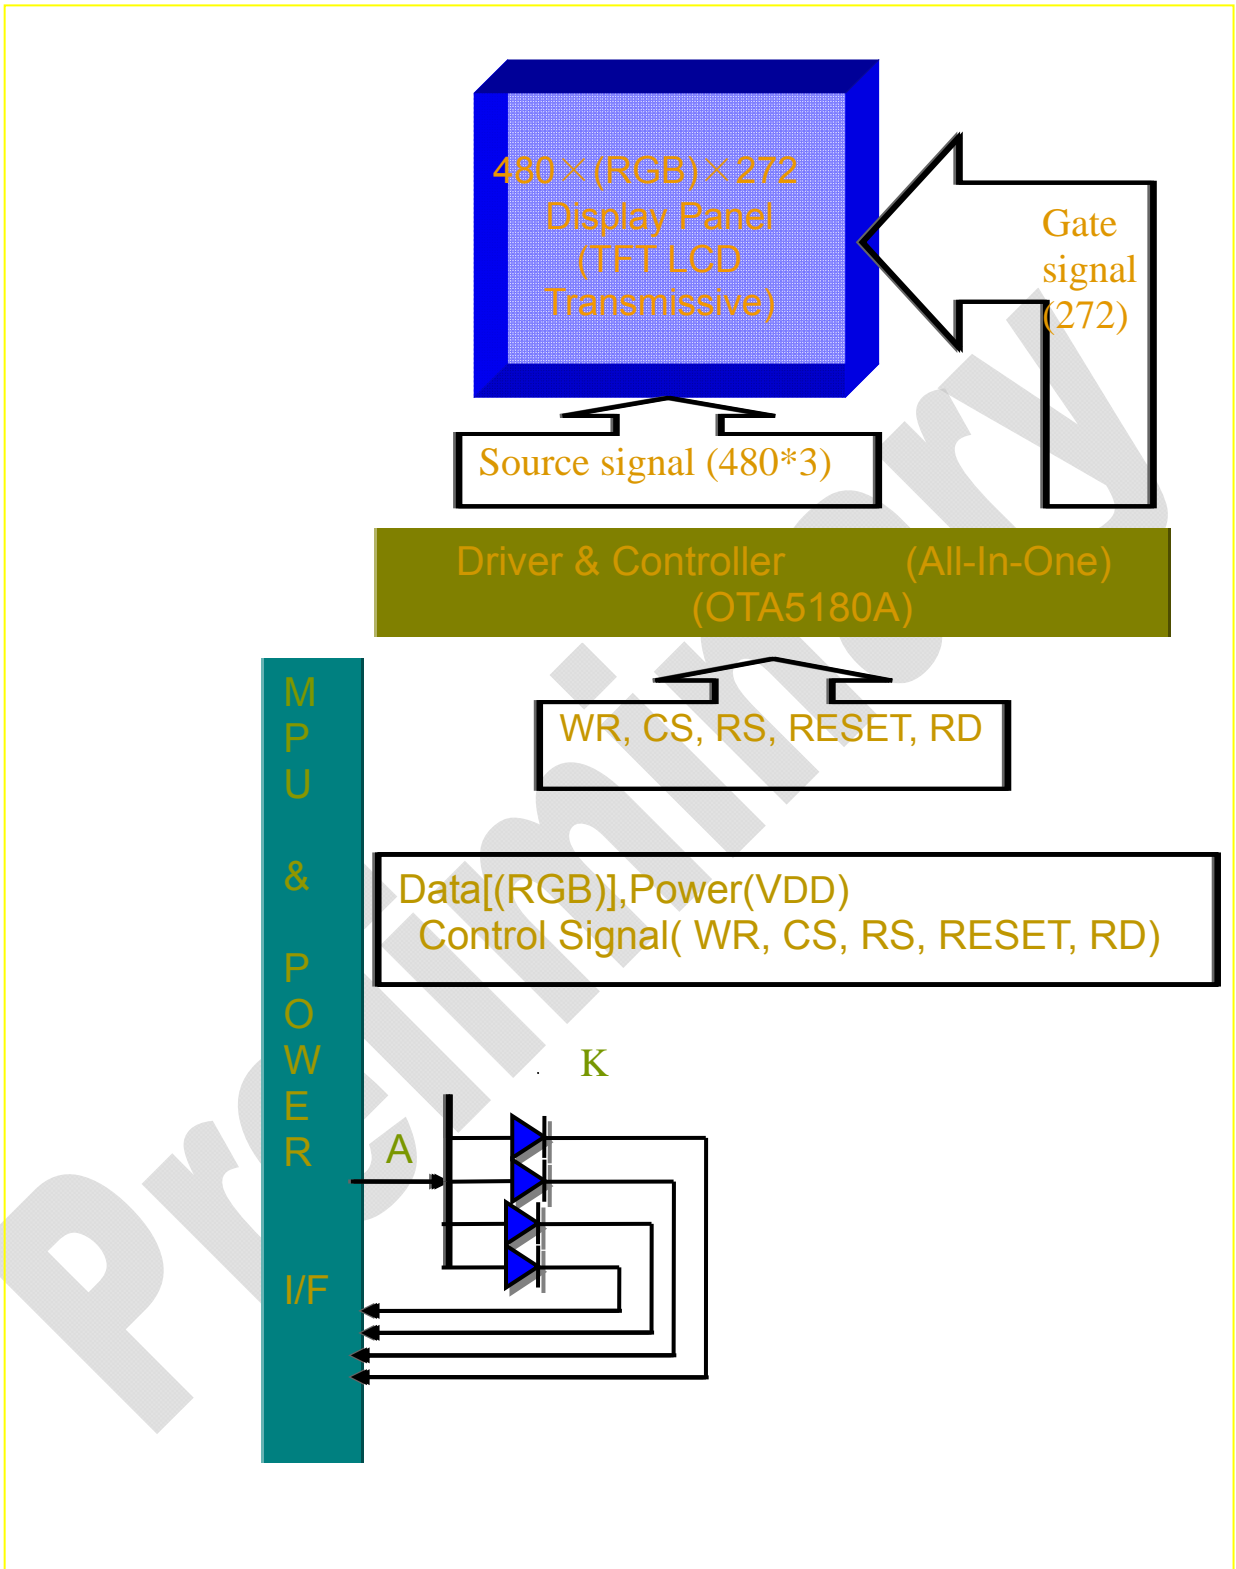 480×(RGB)×272
Display Panel
(TFT LCD
Transmissive)
Gate
signal
(272)
Source signal (480*3)
Driver & Controller (All-In-One)
(OTA5180A)
WR, CS, RS, RESET, RD
M
P
U
&
P
O
W
E
R
I/F
Data[(RGB)],Power(VDD)
Control Signal( WR, CS, RS, RESET, RD)
K
A
Preliminary